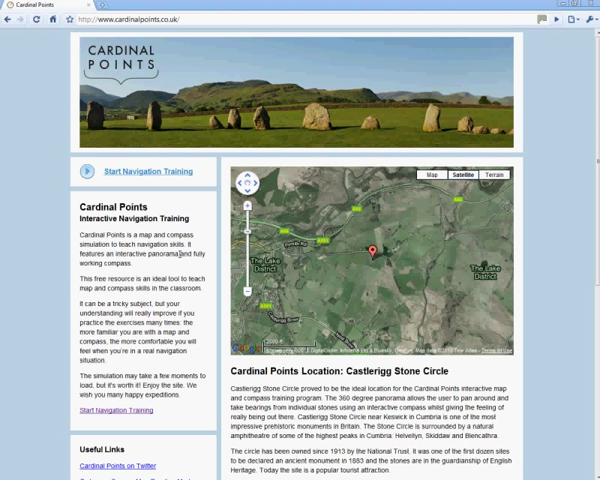 Cardinal Points
http://www.cardinalpoints.co.uk/
CARDINAL
POINTS
Start Navigation Training
Map Satellite Terrain
The Lake
District
The Lake
District
Cardinal Points
Interactive Navigation Training
Cardinal Points is a map and compass
simulation to teach navigation skills. It
features an interactive panorama and fully
working compass.
This free resource is an ideal tool to teach
map and compass skills in the classroom.
It can be a tricky subject, but your
understanding will really improve if you
practice the exercises many times: the
more familiar you are with a map and
compass, the more comfortable you will
feel when you're in a real navigation
situation.
The simulation may take a few moments to
load, but it's worth it! Enjoy the site. We
wish you many happy expeditions.
Start Navigation Training
Useful Links
Cardinal Points on Twitter
Cardinal Points Location: Castlerigg Stone Circle
Castlerigg Stone Circle proved to be the ideal location for the Cardinal Points interactive map
and compass training program. The 360 degree panorama allows the user to pan around and
take bearings from individual stones using an interactive compass whilst giving the feeling of
really being out there. Castlerigg Stone Circle near Keswick in Cumbria is one of the most
impressive prehistoric monuments in Britain. The Stone Circle is surrounded by a natural
amphitheatre of some of the highest peaks in Cumbria: Helvellyn, Skiddaw and Blencathra.
The circle has been owned since 1913 by the National Trust. It was one of the first dozen sites
to be declared an ancient monument in 1883 and the stones are in the guardianship of English
Heritage. Today the site is a popular tourist attraction.